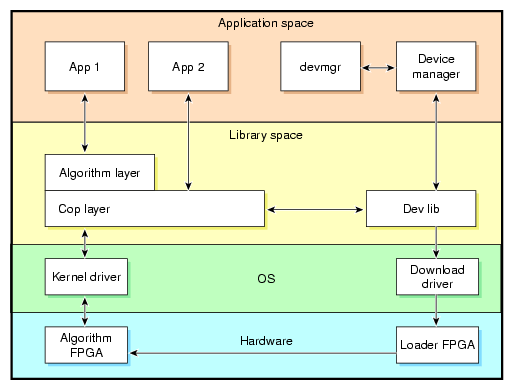 Application space
App 1
App 2
devmgr
Device
manager
Library space
Algorithm layer
Cop layer
Dev lib
Kernel driver
OS
Download
driver
Algorithm
FPGA
Hardware
Loader FPGA